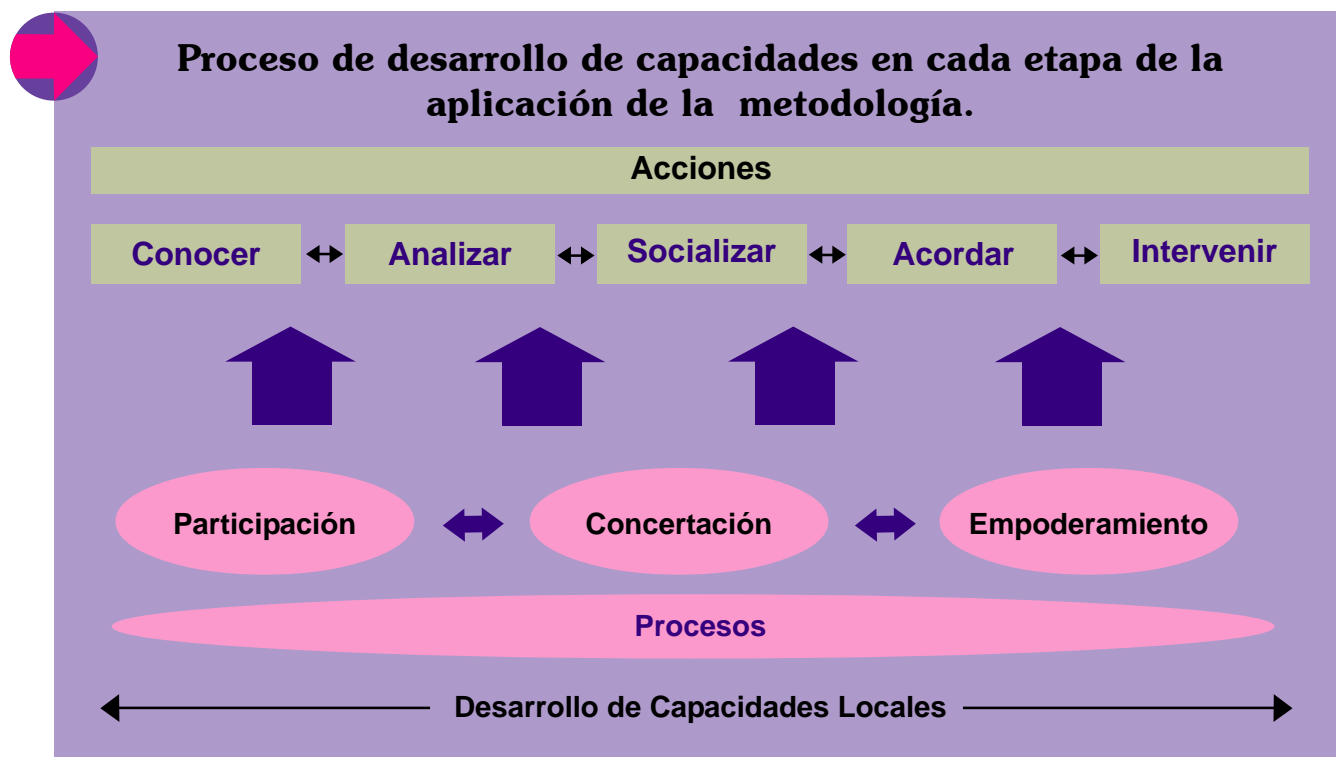 Proceso de desarrollo de capacidades en cada etapa de la
aplicación de la metodología.
Acciones
Conocer
Analizar
Socializar
Acordar
Intervenir
Participación
Concertación
Empoderamiento
Procesos
Desarrollo de Capacidades Locales